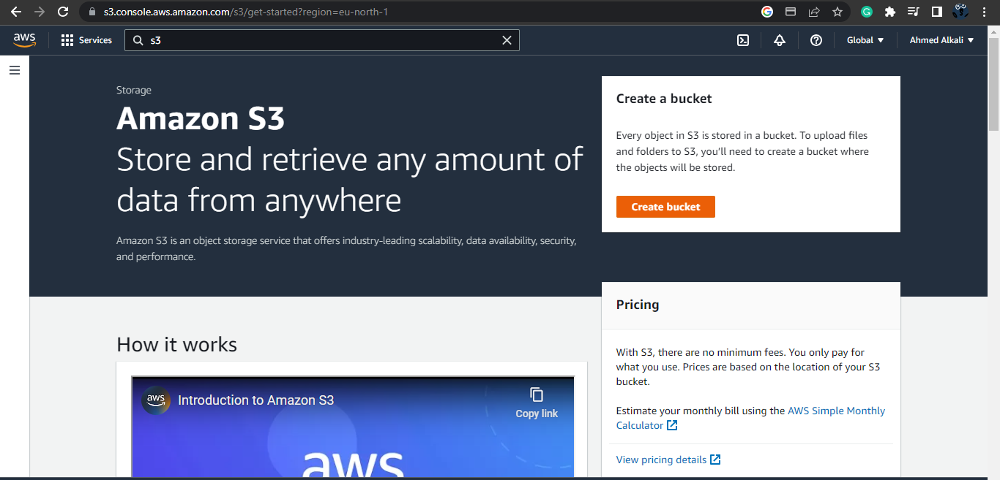 s3.console.aws.amazon.com/s3/get-started?region=eu-north-1
aws
Services
s3
Global
Ahmed Alkali
Storage
Amazon S3
Store and retrieve any amount of
data from anywhere
Amazon S3 is an object storage service that offers industry-leading scalability, data availability, security,
and performance.
Create a bucket
Every object in S3 is stored in a bucket. To upload files
and folders to S3, you'll need to create a bucket where
the objects will be stored.
Create bucket
How it works
aws
Introduction to Amazon S3
Copy link
aws
Pricing
With S3, there are no minimum fees. You only pay for
what you use. Prices are based on the location of your S3
bucket.
Estimate your monthly bill using the AWS Simple Monthly
Calculator
View pricing details